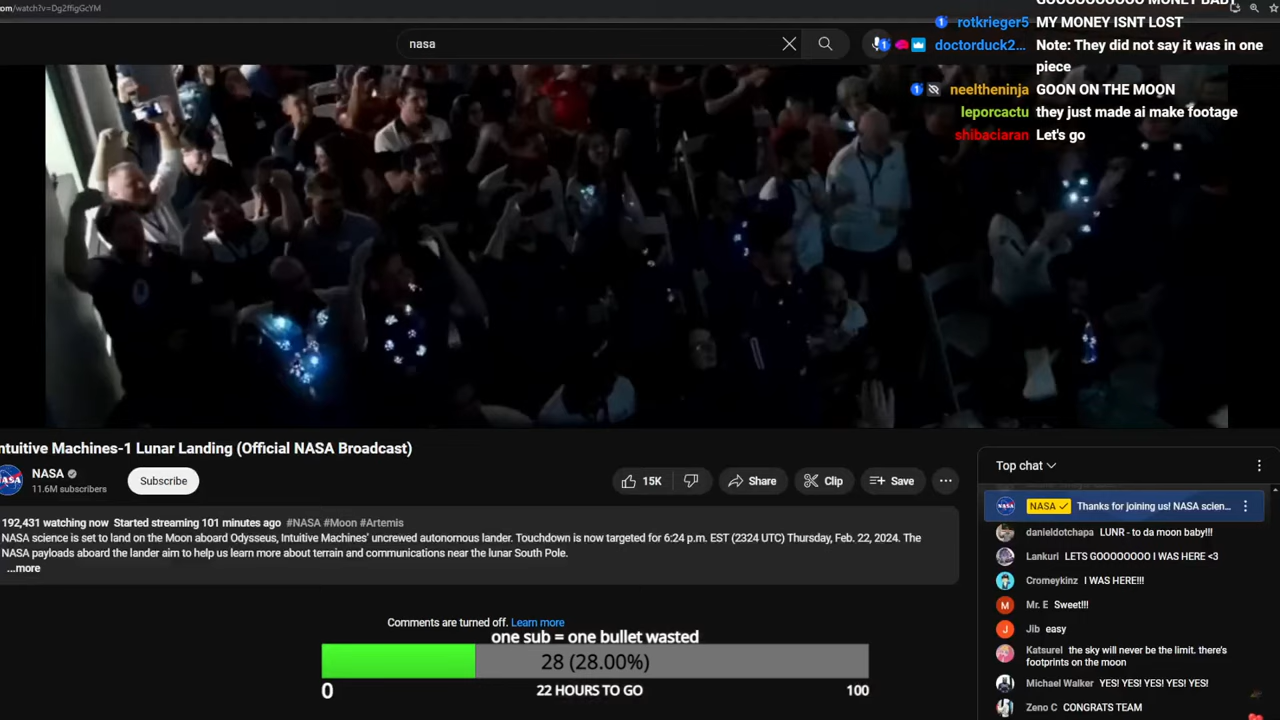 om/watch?v=Dg2ffigGcYM
nasa
GOOOOOOOOO MONEY BABY
rotkrieger5 MY MONEY ISNT LOST
doctorduck2... Note: They did not say it was in one
piece
neeltheninja GOON ON THE MOON
leporcactu they just made ai make footage
shibaciaran Let's go
ntuitive Machines-1 Lunar Landing (Official NASA Broadcast)
NASA
11.6M subscribers
Subscribe
15K
Share
Clip
Save
192,431 watching now Started streaming 101 minutes ago #NASA #Moon #Artemis
NASA science is set to land on the Moon aboard Odysseus, Intuitive Machines' uncrewed autonomous lander. Touchdown is now targeted for 6:24 p.m. EST (2324 UTC) Thursday, Feb. 22, 2024. The
NASA payloads aboard the lander aim to help us learn more about terrain and communications near the lunar South Pole.
...more
Comments are turned off. Learn more
one sub = one bullet wasted
28 (28.00%)
0 22 HOURS TO GO 100
Top chat
NASA Thanks for joining us! NASA scien...
danieldotchapa LUNR - to da moon baby!!!
Lankuri LETS GOOOOOOO I WAS HERE <3
Cromeykinz I WAS HERE!!!
Mr. E Sweet!!!
Jib easy
Katsurel the sky will never be the limit. there's
footprints on the moon
Michael Walker YES! YES! YES! YES! YES!
Zeno C CONGRATS TEAM